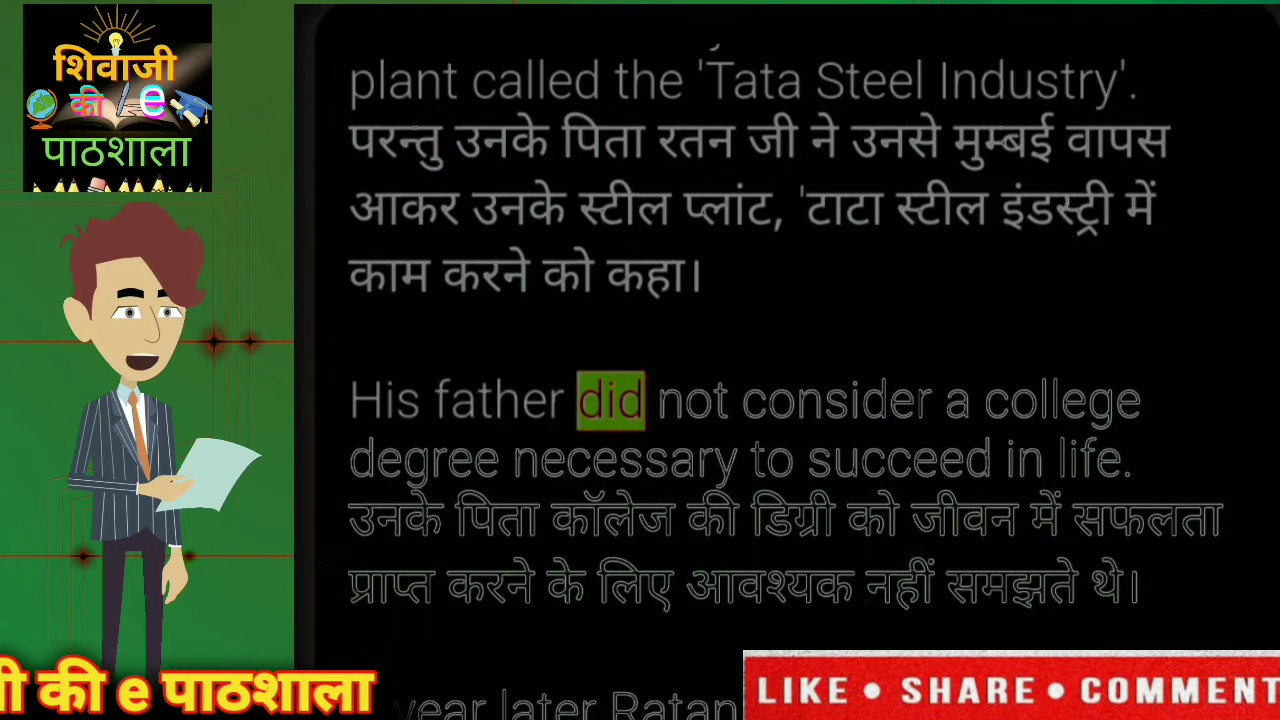 शिवाजी
की e
पाठशाला
plant called the 'Tata Steel Industry'.
परन्तु उनके पिता रतन जी ने उनसे मुम्बई वापस
आकर उनके स्टील प्लांट, 'टाटा स्टील इंडस्ट्री में
काम करने को कहा।
His father did not consider a college
degree necessary to succeed in life.
उनके पिता कॉलेज की डिग्री को जीवन में सफलता
प्राप्त करने के लिए आवश्यक नहीं समझते थे।
year later Ratan
की e पाठशाला
LIKE • SHARE • COMMENT